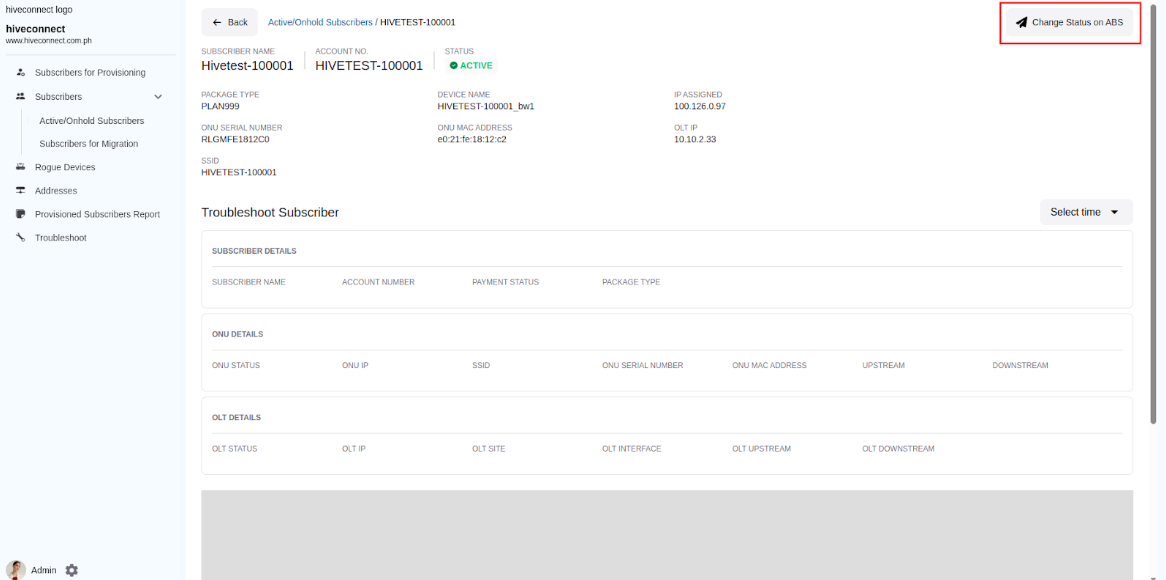 hiveconnect logo
hiveconnect
www.hiveconnect.com.ph
Subscribers for Provisioning
Subscribers
Active/Onhold Subscribers
Subscribers for Migration
Rogue Devices
Addresses
Provisioned Subscribers Report
Troubleshoot
Admin
Back
Active/Onhold Subscribers / HIVETEST-100001
Change Status on ABS
SUBSCRIBER NAME ACCOUNT NO. STATUS
Hivetest-100001 HIVETEST-100001 ACTIVE
PACKAGE TYPE DEVICE NAME IP ASSIGNED
PLAN999 HIVETEST-100001_bw1 100.126.0.97
ONU SERIAL NUMBER ONU MAC ADDRESS OLT IP
RLGMFE1812C0 e0:21:fe:18:12:c2 10.10.2.33
SSID
HIVETEST-100001
Troubleshoot Subscriber Select time
SUBSCRIBER DETAILS
SUBSCRIBER NAME ACCOUNT NUMBER PAYMENT STATUS PACKAGE TYPE
ONU DETAILS
ONU STATUS ONU IP SSID ONU SERIAL NUMBER ONU MAC ADDRESS UPSTREAM DOWNSTREAM
OLT DETAILS
OLT STATUS OLT IP OLT SITE OLT INTERFACE OLT UPSTREAM OLT DOWNSTREAM